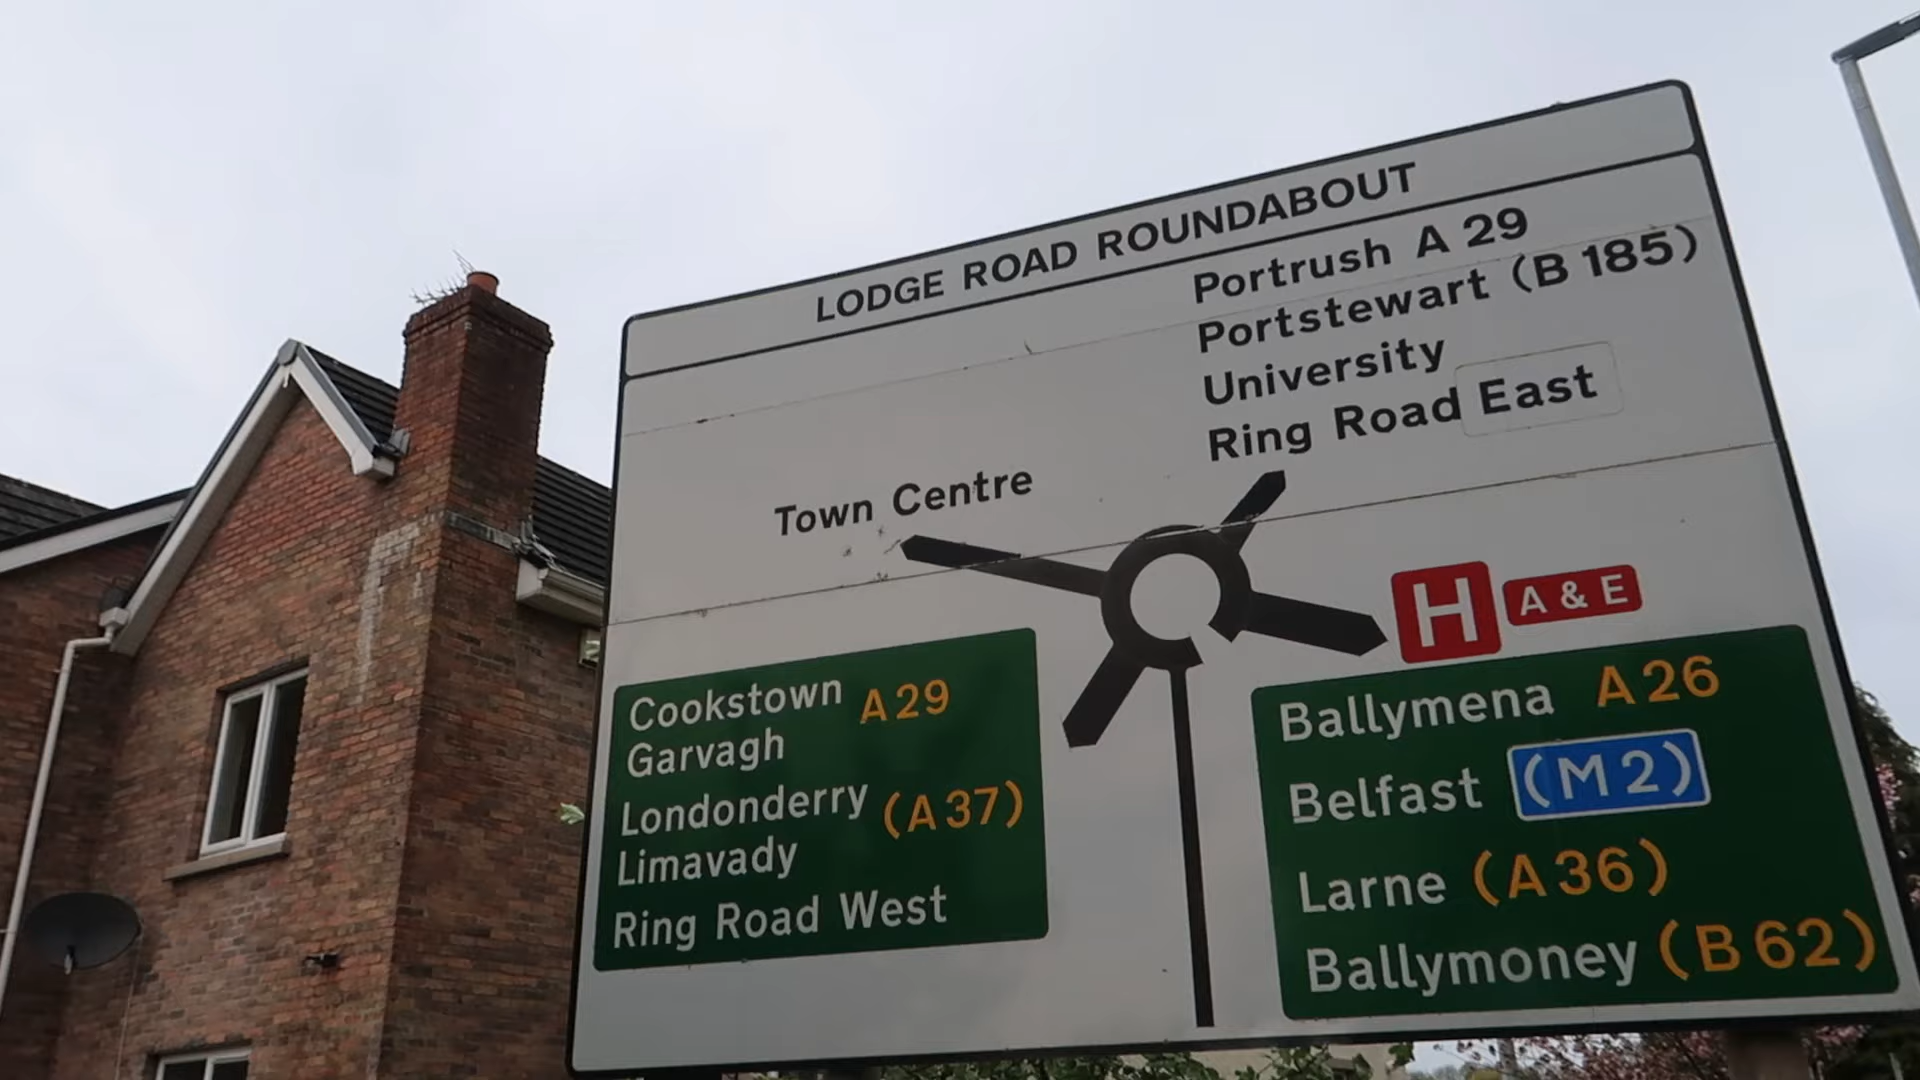 LODGE ROAD ROUNDABOUT
Portrush A 29
Portstewart (B 185)
University
Ring Road East
Town Centre
H A & E
Cookstown A29
Garvagh
Londonderry (A37)
Limavady
Ring Road West
Ballymena A26
Belfast (M2)
Larne (A36)
Ballymoney (B62)